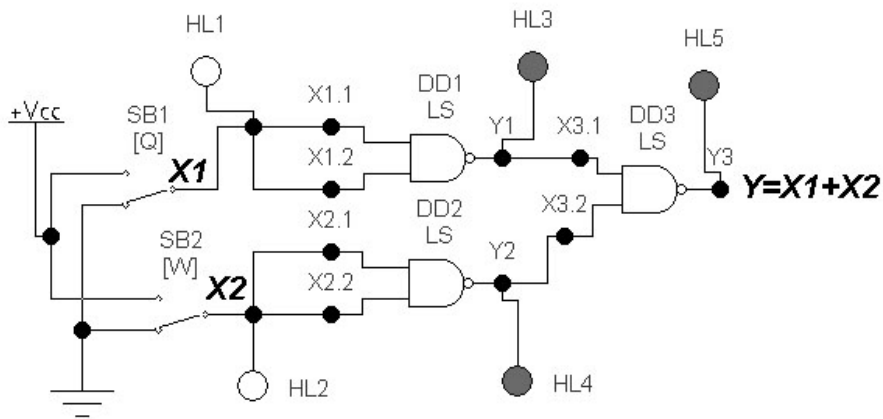 HL1
HL3
HL5
+Vcc
SB1
[Q]
X1
X1.1
X1.2
DD1
LS
Y1
X3.1
DD3
LS
Y3
Y=X1+X2
SB2
[W]
X2
X2.1
X2.2
DD2
LS
Y2
X3.2
HL2
HL4